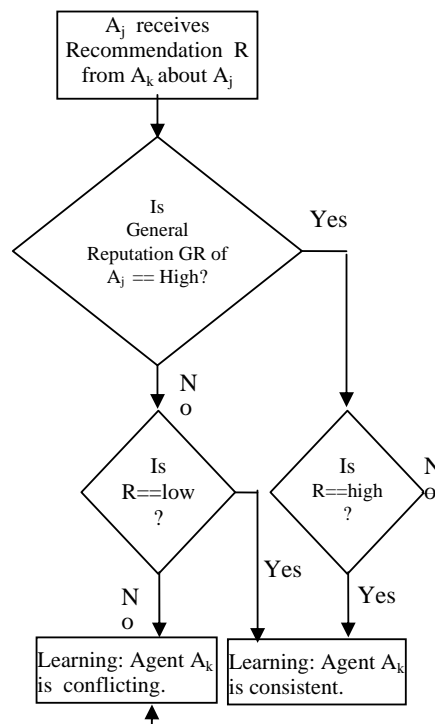 A_j receives
Recommendation R
from A_k about A_j
Is
General
Reputation GR of
A_j == High?
Yes
N
o
Is
R==low
?
Is
R==high
?
N
o
Yes
Yes
N
o
Learning: Agent A_k
is conflicting.
Learning: Agent A_k
is consistent.